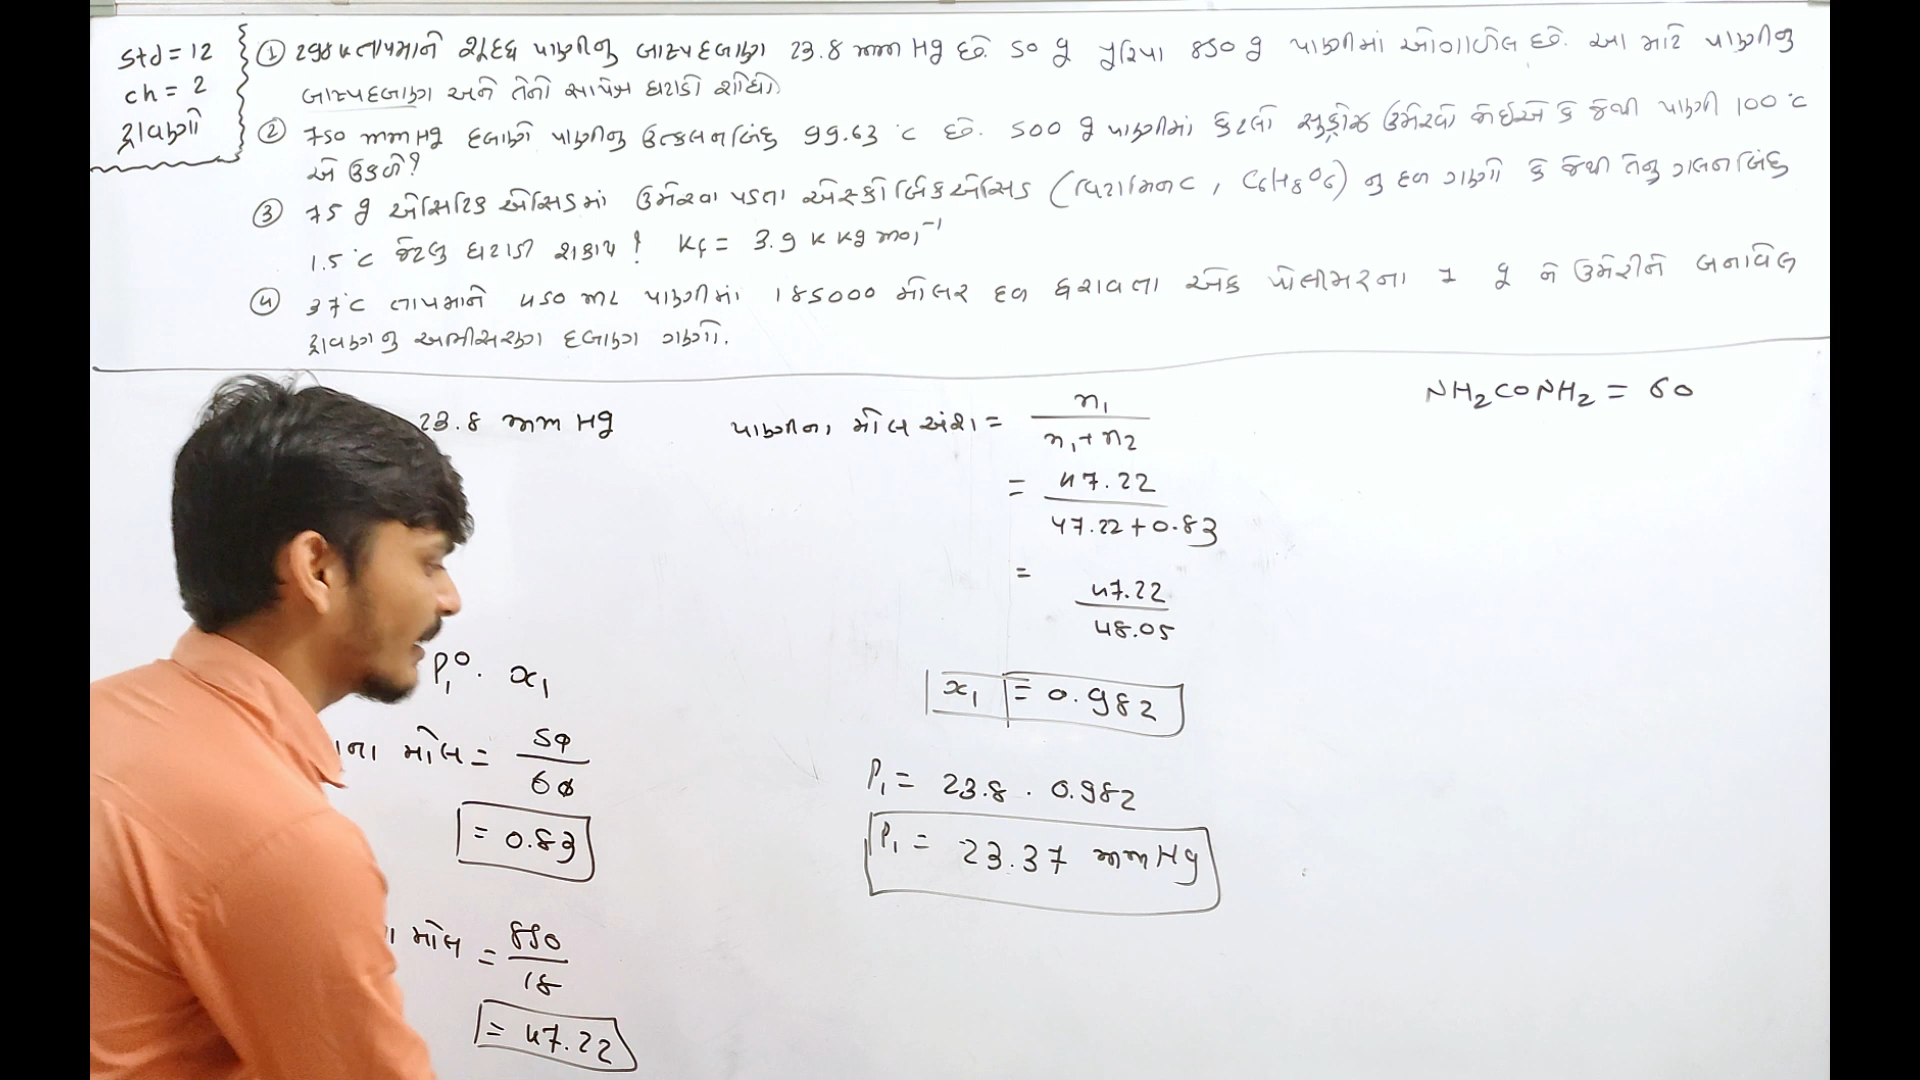 Std = 12
ch = 2
દ્રાવણો
① 298 K તાપમાને શુદ્ધ પાણીનુ બાષ્પદબાણ 23.8 mm Hg છે. 50 g યુરિયા 850 g પાણીમાં ઓગાળેલ છે. આ માટે પાણીનુ
બાષ્પદબાણ અને તેનો સાપેક્ષ ઘટાડો શોધો.
② 750 mm Hg દબાણે પાણીનુ ઉત્કલનબિંદુ 99.63 °C છે. 500 g પાણીમાં કેટલો સુક્રોઝ ઉમેરવો જોઈએ કે જેથી પાણી 100 °C
એ ઉકળે?
③ 75 g એસિટિક એસિડમાં ઉમેરવા પડતા એસ્કોર્બિક એસિડ (વિટામિન C, C6H8O6) નુ દળ ગણો કે જેથી તેનુ ગલનબિંદુ
1.5 °C જેટલુ ઘટાડી શકાય! Kf = 3.9 K kg mol⁻¹
④ 37 °C તાપમાને 450 mL પાણીમાં 185000 મોલર દળ ધરાવતા એક પોલીમરના 1 g ને ઉમેરીને બનાવેલ
દ્રાવણનુ અભીસરણ દબાણ ગણો.
23.8 mm Hg
P₁⁰ · x₁
ના મોલ = 50/60
= 0.83
મોલ = 850/18
= 47.22
પાણીના મોલ અંશ = n₁/n₁+n₂
= 47.22/47.22+0.83
= 47.22/48.05
x₁ = 0.982
P₁ = 23.8 · 0.982
P₁ = 23.37 mm Hg
NH₂CONH₂ = 60